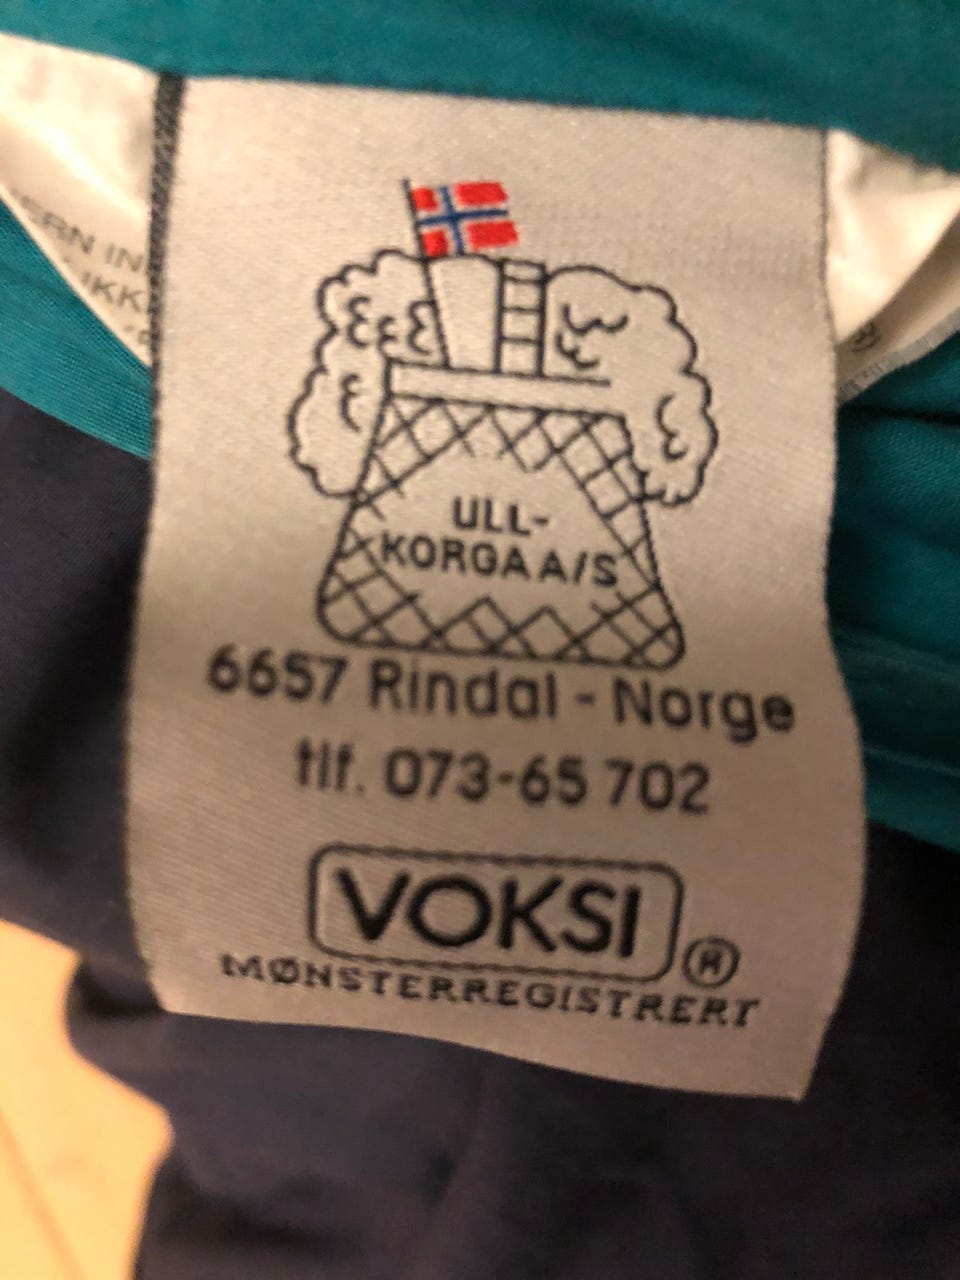 ULL-
KORGA A/S
6657 Rindal - Norge
tlf. 073-65 702
VOKSI ®
MØNSTERREGISTRERT